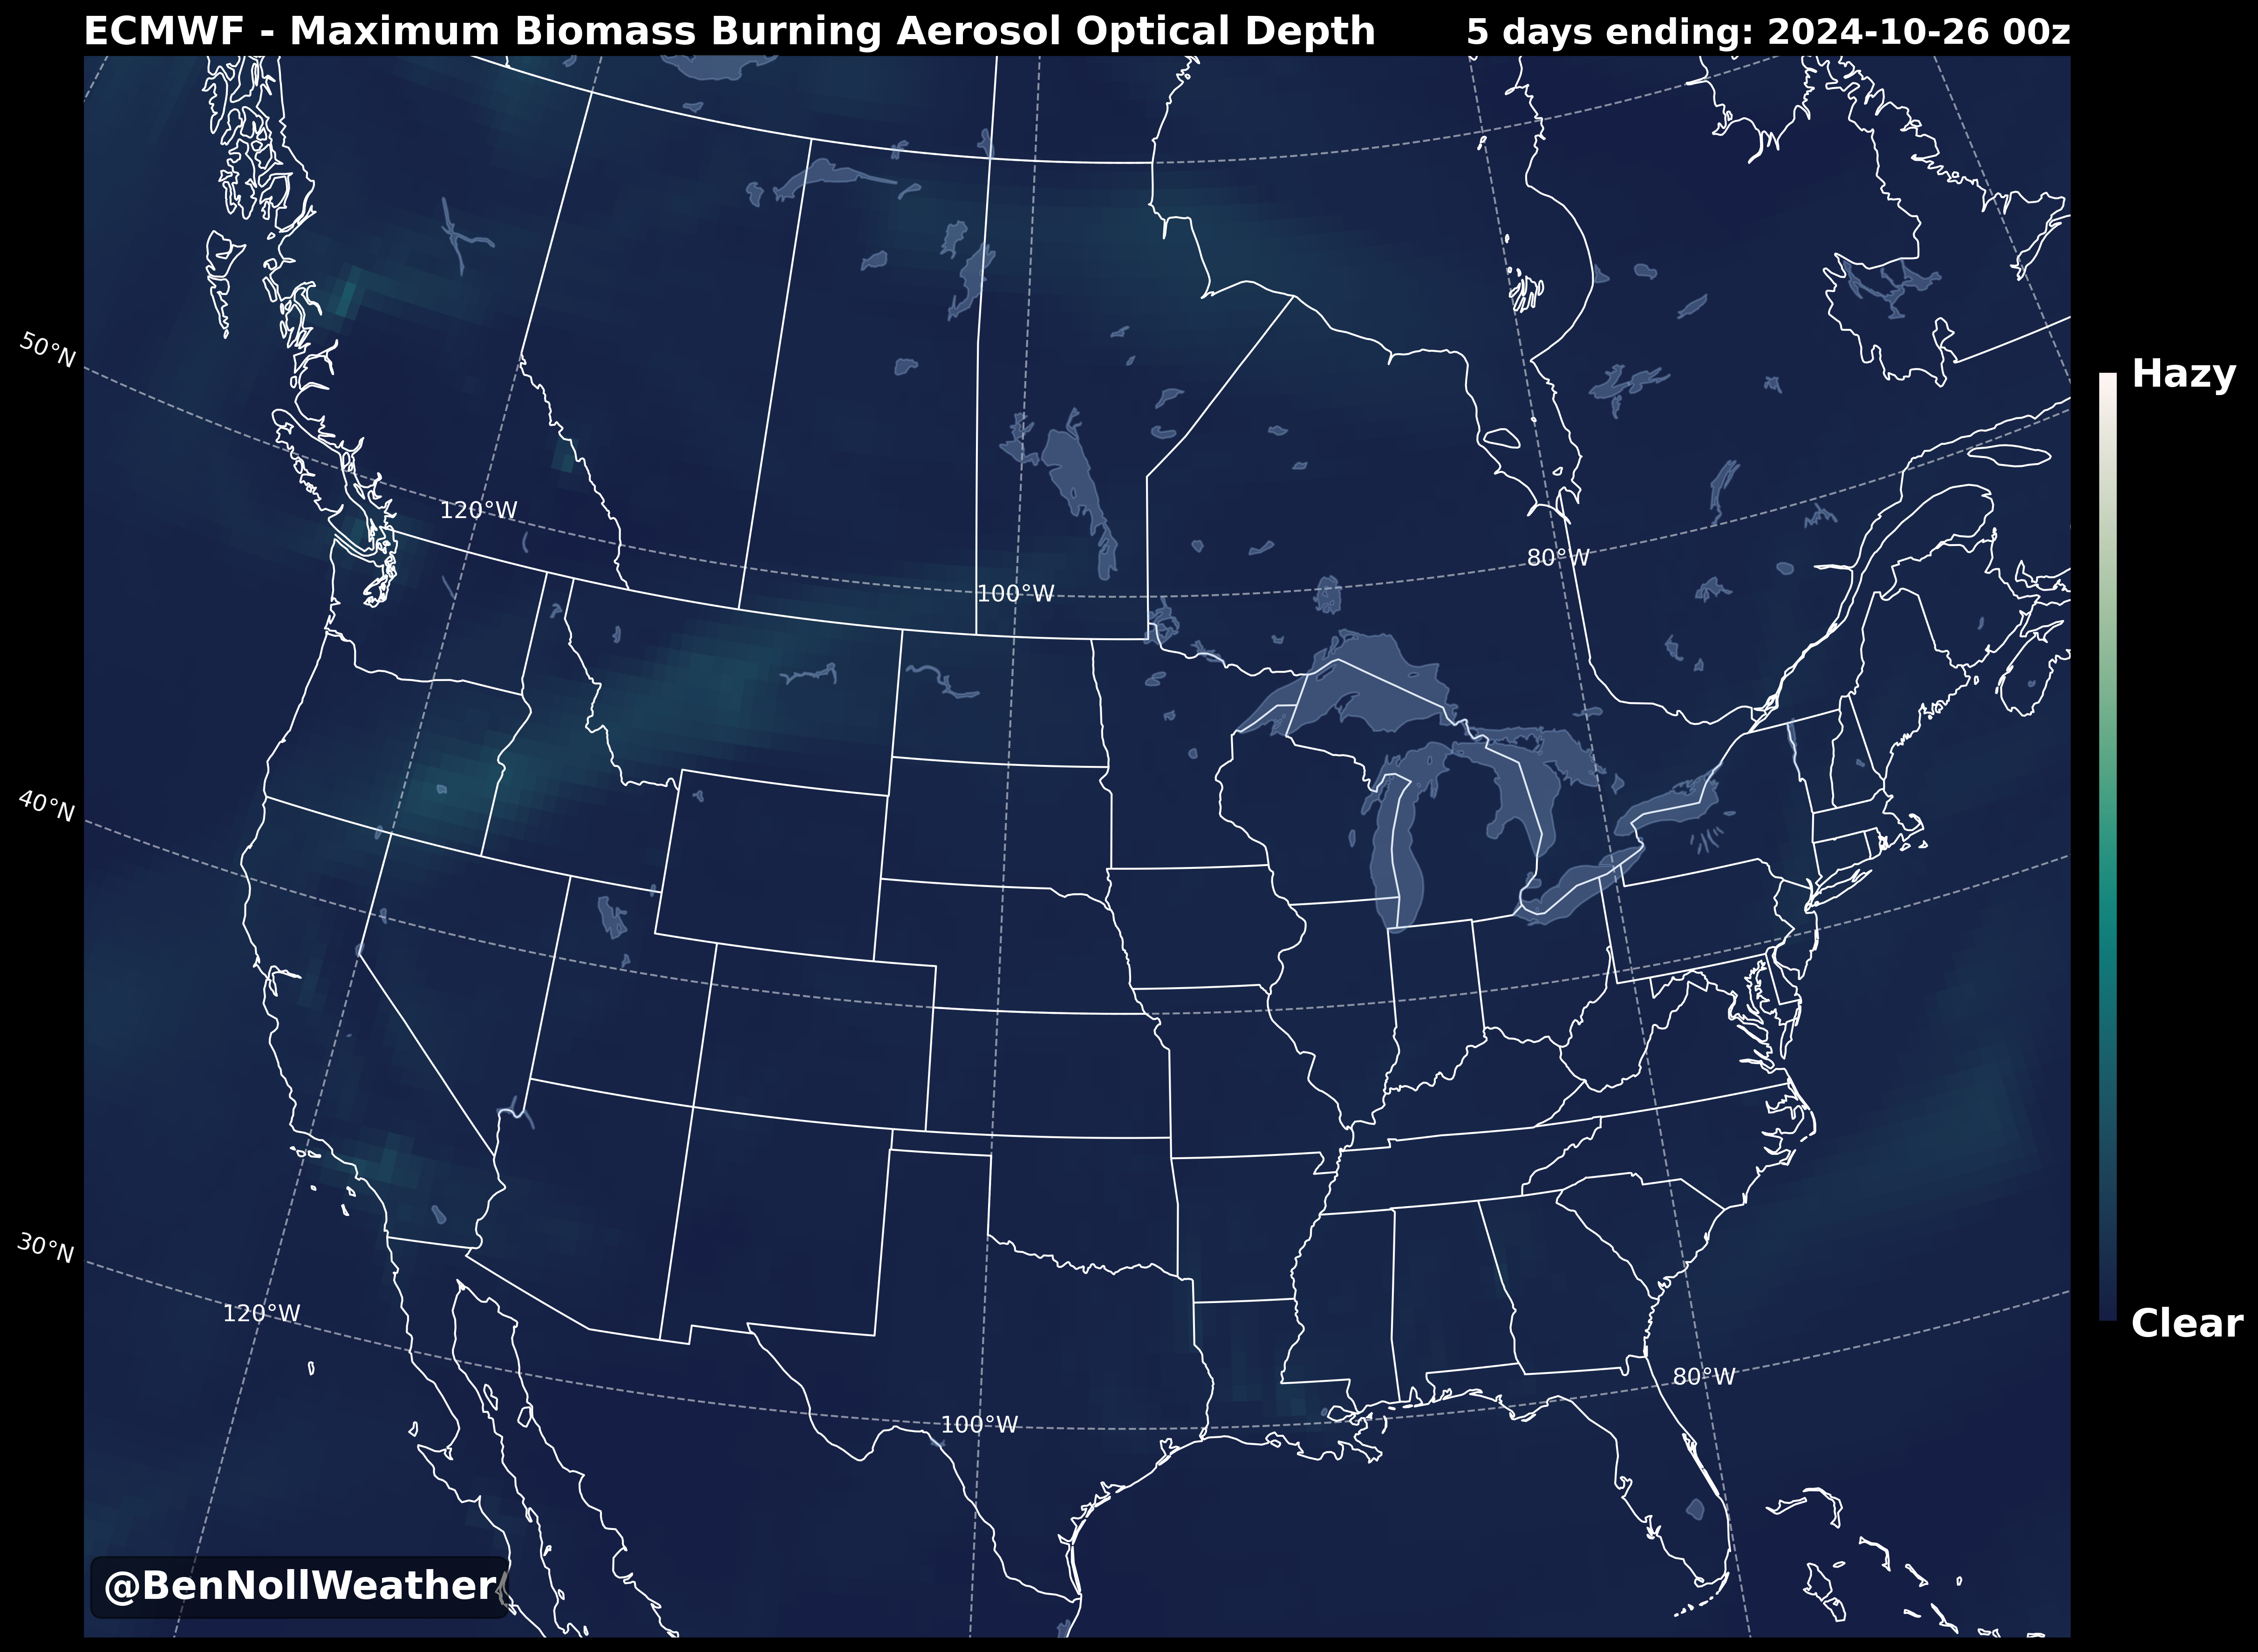 ECMWF - Maximum Biomass Burning Aerosol Optical Depth
5 days ending: 2024-10-26 00z
50°N
Hazy
120°W
80°W
100°W
40°N
30°N
120°W
Clear
80°W
100°W
@BenNollWeather